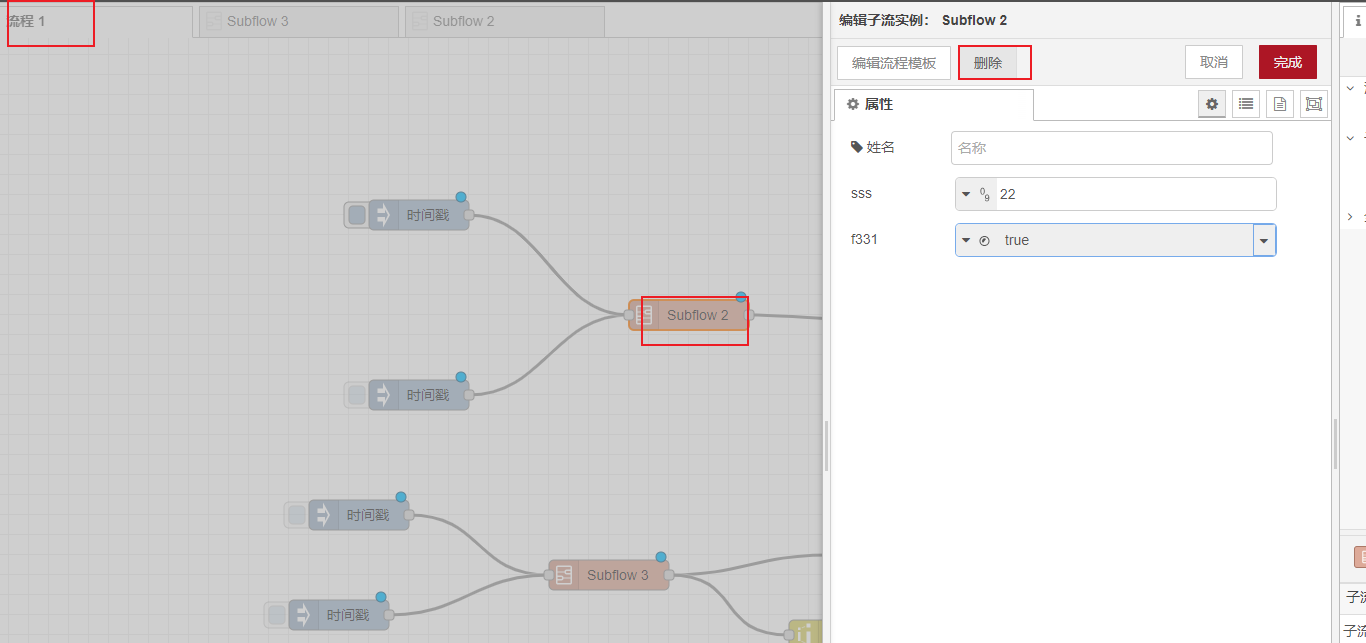 流程 1
Subflow 3
Subflow 2
编辑子流实例： Subflow 2
编辑流程模板
删除
取消
完成
属性
姓名
名称
sss
22
f331
true
时间戳
Subflow 2
时间戳
时间戳
Subflow 3
时间戳
子流
子流